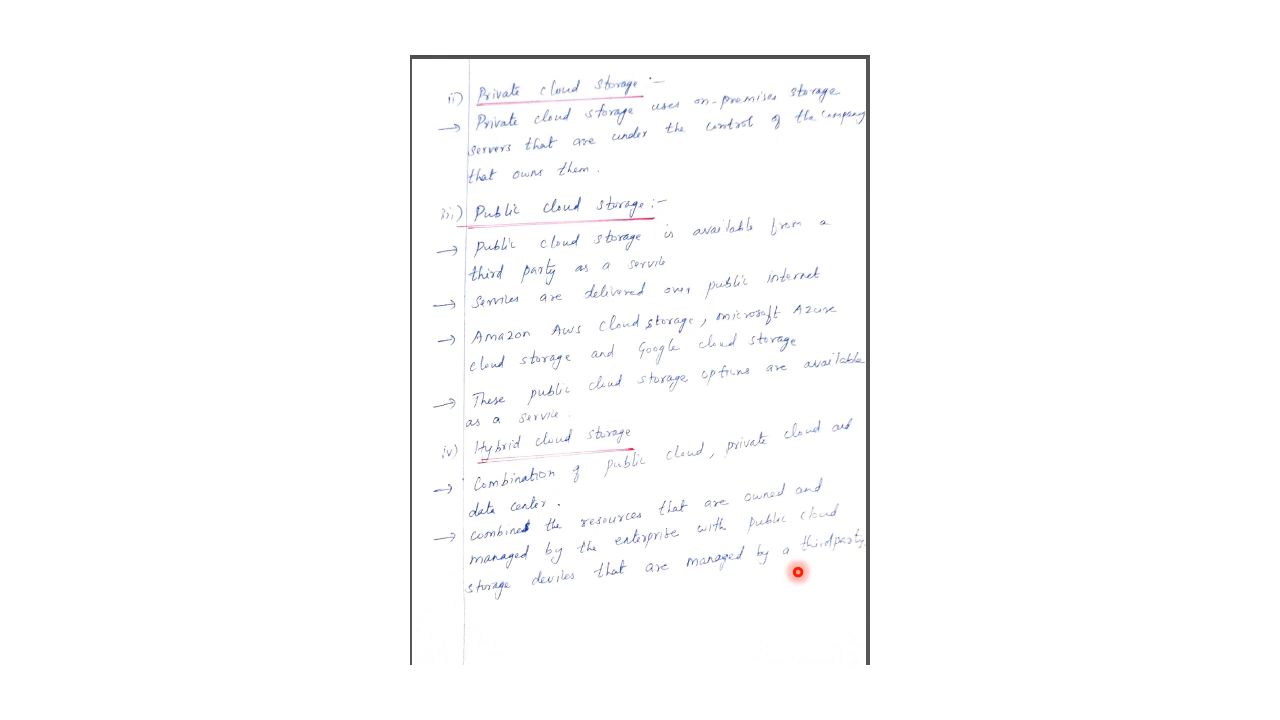 ii) Private cloud storage :-
→ Private cloud storage uses on-premises storage
servers that are under the control of the company
that owns them.
iii) Public cloud storage :-
→ Public cloud storage is available from a
third party as a service
→ Services are delivered over public internet
→ Amazon AWS cloud storage, microsoft Azure
cloud storage and Google cloud storage
→ These public cloud storage options are available
as a service.
iv) Hybrid cloud storage
→ Combination of public cloud, private cloud and
data center.
→ combines the resources that are owned and
managed by the enterprise with public cloud
storage devices that are managed by a third party